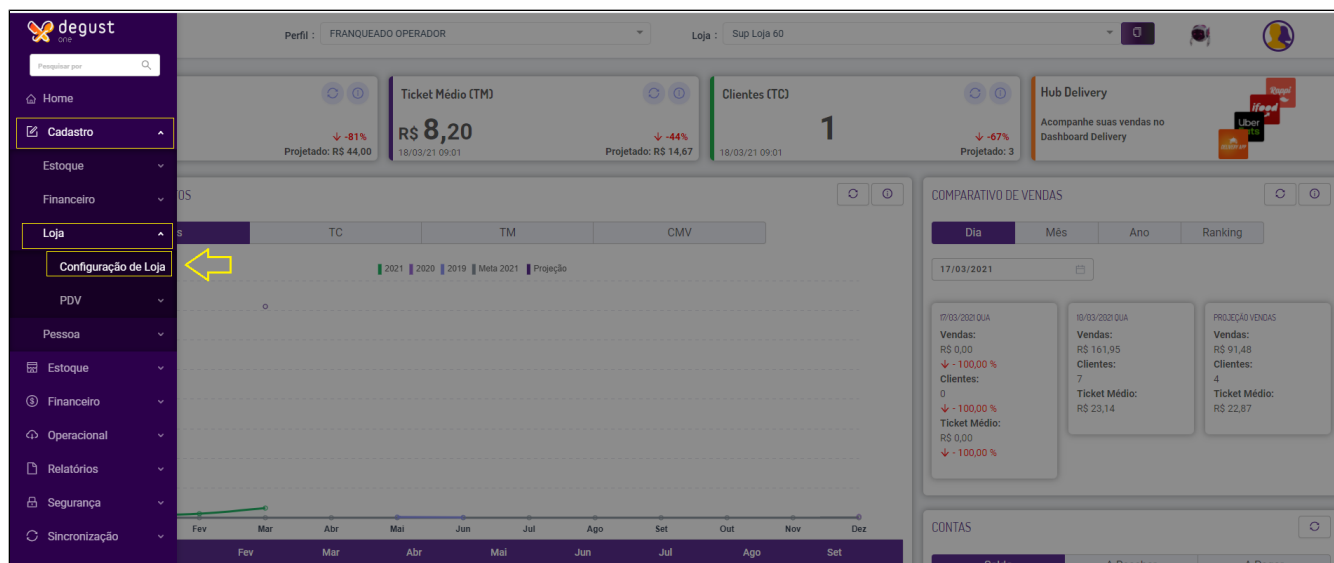 degust
one
Pesquisar por
Home
Cadastro
Estoque
Financeiro
Loja
Configuração de Loja
PDV
Pessoa
Estoque
Financeiro
Operacional
Relatórios
Segurança
Sincronização
Perfil : FRANQUEADO OPERADOR
Loja : Sup Loja 60
-81%
Projetado: R$ 44,00
Ticket Médio (TM)
R$ 8,20
-44%
18/03/21 09:01
Projetado: R$ 14,67
Clientes (TC)
1
-67%
18/03/21 09:01
Projetado: 3
Hub Delivery
Acompanhe suas vendas no
Dashboard Delivery
Rappi
ifood
Uber
Eats
TC TM CMV
2021 2020 2019 Meta 2021 Projeção
Fev Mar Abr Mai Jun Jul Ago Set Out Nov Dez
Fev Mar Abr Mai Jun Jul Ago Set
COMPARATIVO DE VENDAS
Dia Mês Ano Ranking
17/03/2021
17/03/2021 QUA
Vendas:
R$ 0,00
- 100,00 %
Clientes:
0
- 100,00 %
Ticket Médio:
R$ 0,00
- 100,00 %
Vendas:
R$ 161,95
Clientes:
7
Ticket Médio:
R$ 23,14
PROJEÇÃO VENDAS
Vendas:
R$ 91,48
Clientes:
4
Ticket Médio:
R$ 22,87
CONTAS